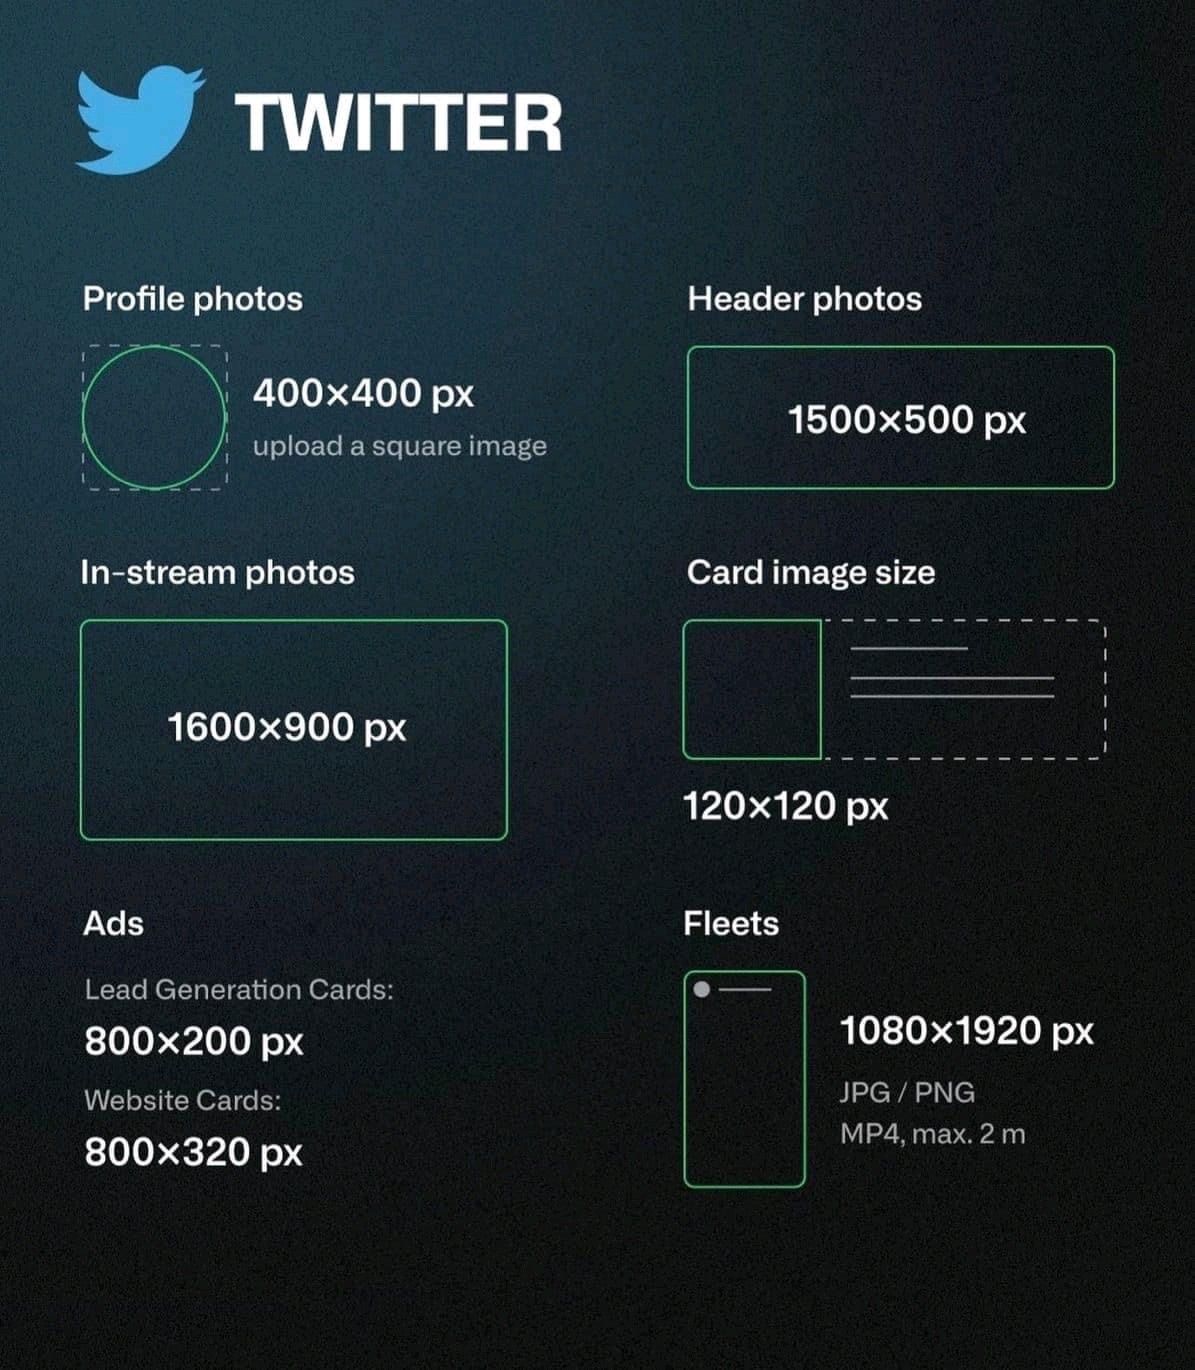 TWITTER
Profile photos
400×400 px
upload a square image
Header photos
1500×500 px
In-stream photos
1600×900 px
Card image size
120×120 px
Ads
Lead Generation Cards:
800×200 px
Website Cards:
800×320 px
Fleets
1080×1920 px
JPG / PNG
MP4, max. 2 m